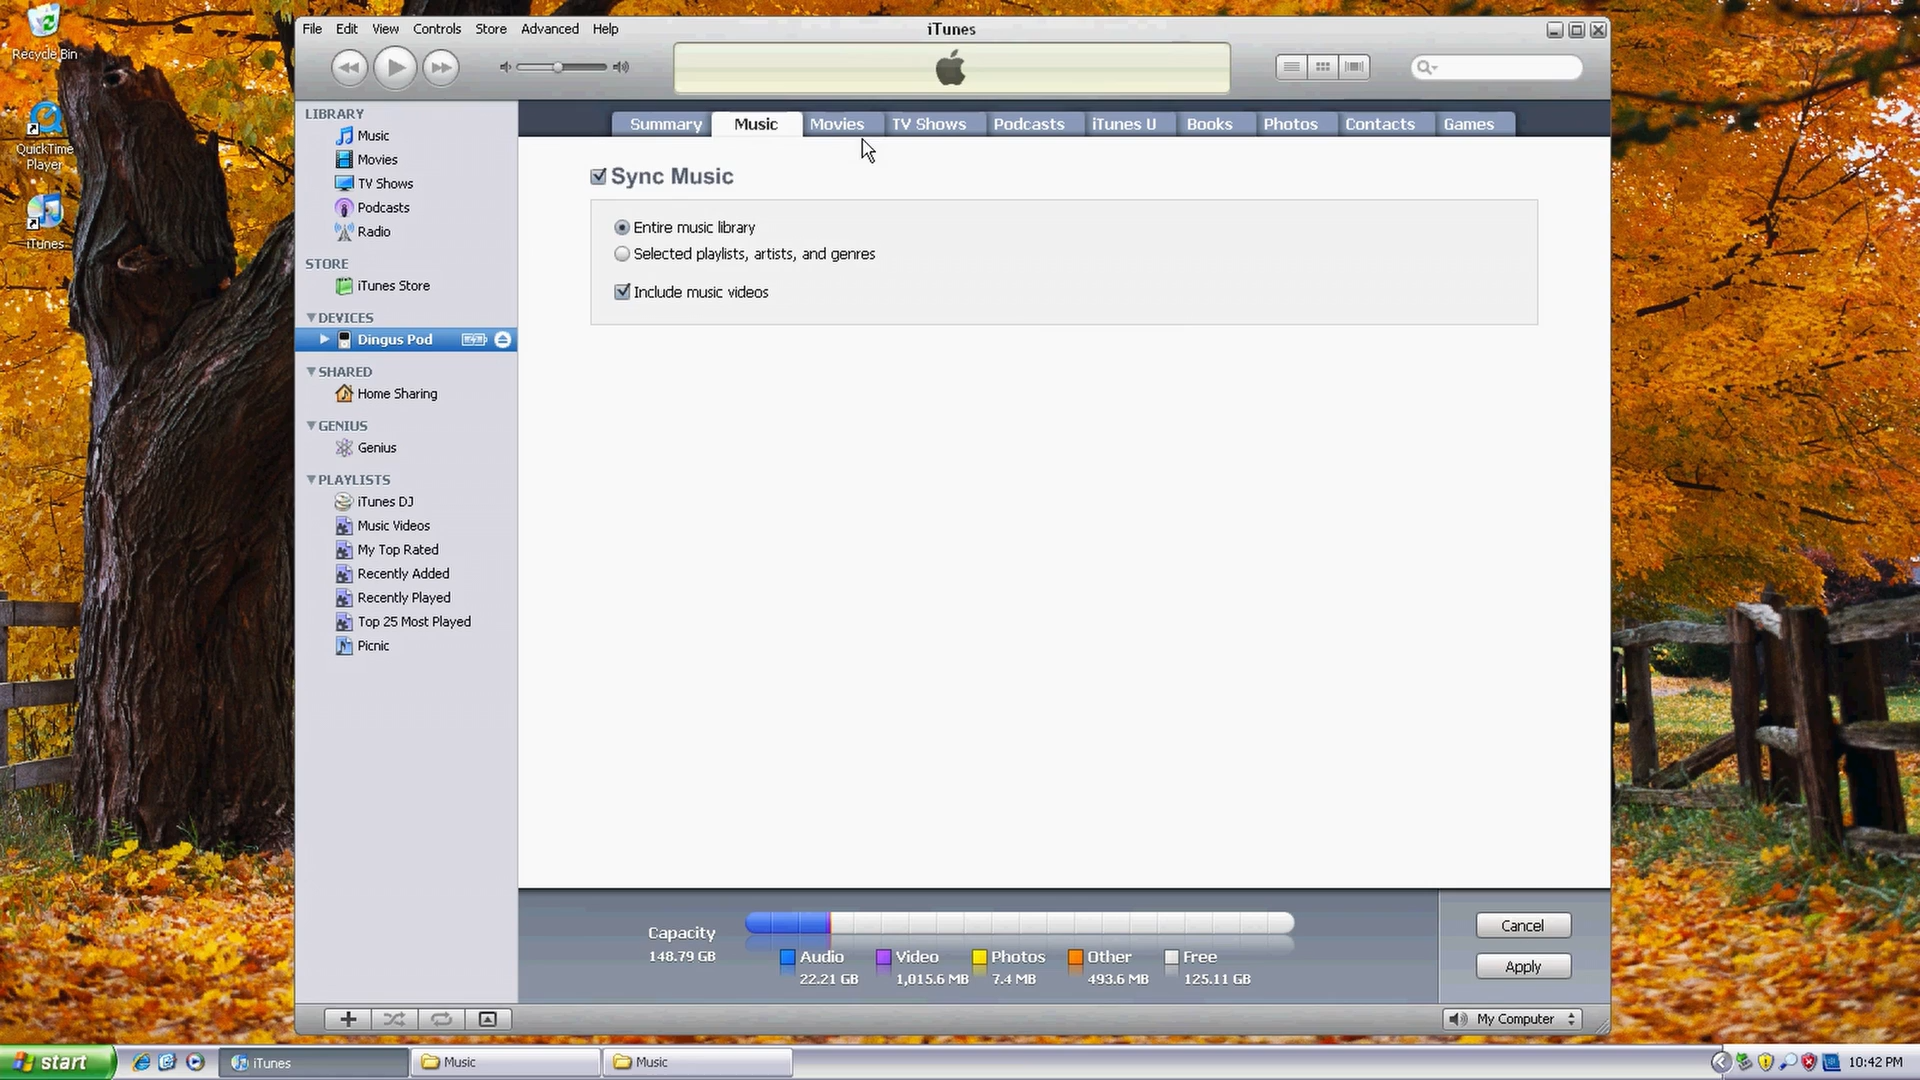 Recycle Bin
QuickTime
Player
iTunes
File Edit View Controls Store Advanced Help
iTunes
LIBRARY
Music
Movies
TV Shows
Podcasts
Radio
STORE
iTunes Store
DEVICES
Dingus Pod
SHARED
Home Sharing
GENIUS
Genius
PLAYLISTS
iTunes DJ
Music Videos
My Top Rated
Recently Added
Recently Played
Top 25 Most Played
Picnic
Summary Music Movies TV Shows Podcasts iTunes U Books Photos Contacts Games
Sync Music
Entire music library
Selected playlists, artists, and genres
Include music videos
Capacity
148.79 GB
Audio
22.21 GB
Video
1,015.6 MB
Photos
7.4 MB
Other
493.6 MB
Free
125.11 GB
Cancel
Apply
My Computer
start
iTunes
Music
Music
10:42 PM